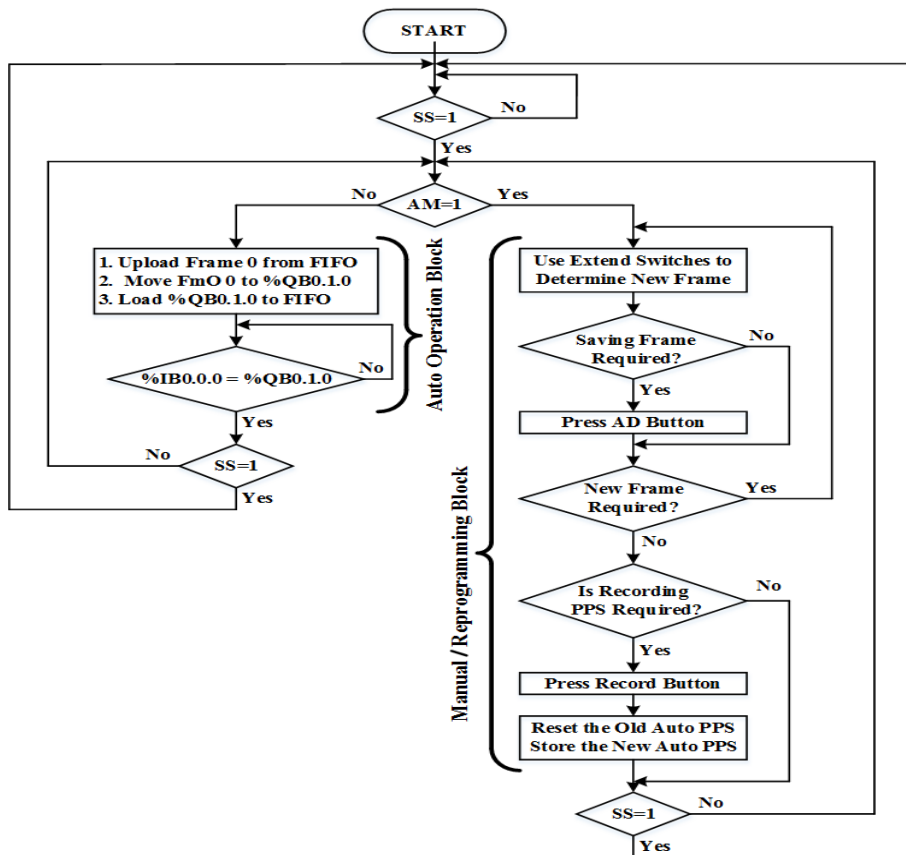 START
SS=1
No
Yes
AM=1
No
Yes
1. Upload Frame 0 from FIFO
2. Move FmO 0 to %QB0.1.0
3. Load %QB0.1.0 to FIFO
%IB0.0.0 = %QB0.1.0
No
Yes
SS=1
No
Yes
Auto Operation Block
Use Extend Switches to
Determine New Frame
Saving Frame
Required?
No
Yes
Press AD Button
New Frame
Required?
Yes
No
Is Recording
PPS Required?
No
Yes
Press Record Button
Reset the Old Auto PPS
Store the New Auto PPS
SS=1
No
Yes
Manual / Reprogramming Block